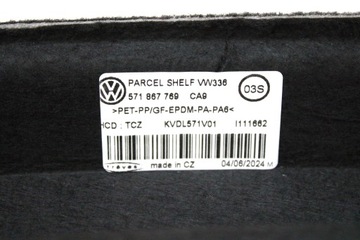 PARCEL SHELF VW336
03S
571 867 769 CA9
>PET-PP/GF-EPDM-PA-PA6<
HCD : TCZ KVDL571V01 I111662
made in CZ 04/06/2024 M